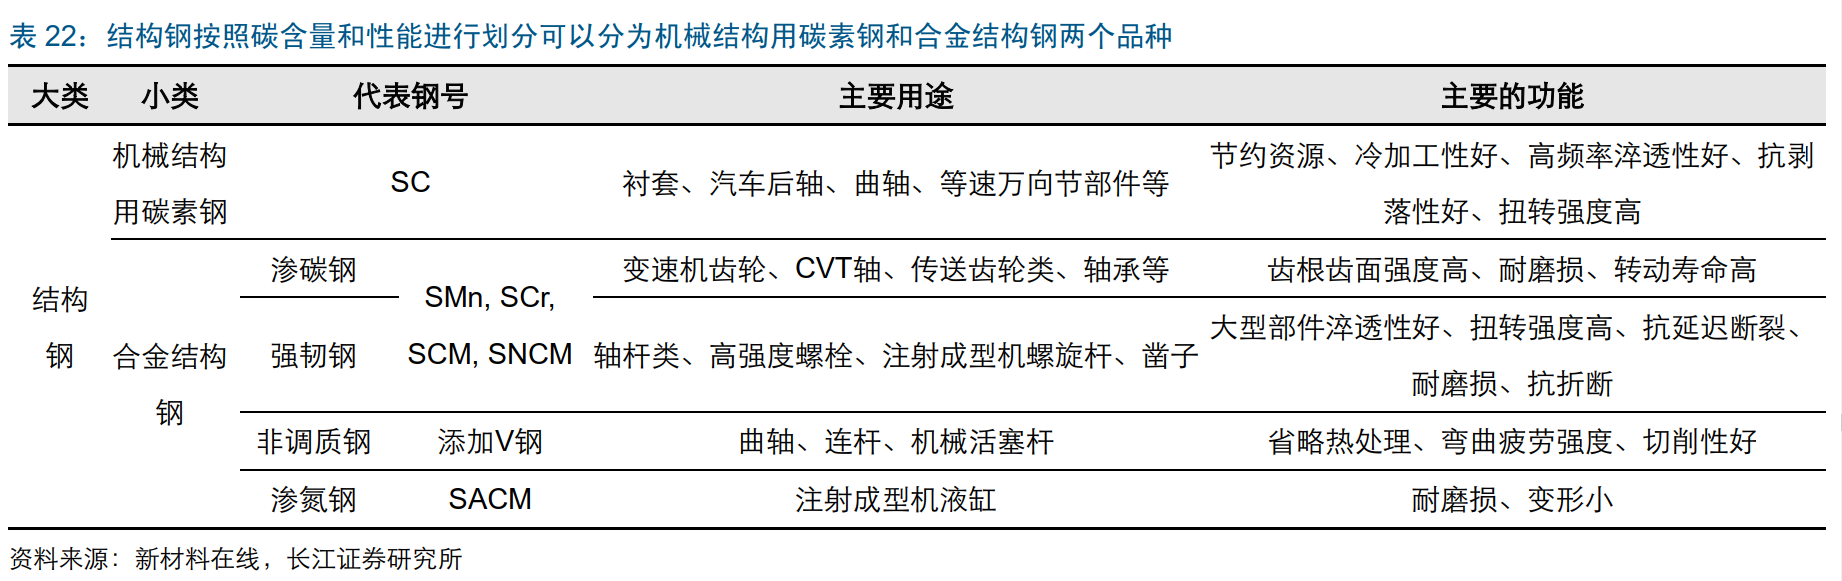 表 22：结构钢按照碳含量和性能进行划分可以分为机械结构用碳素钢和合金结构钢两个品种
大类 小类 代表钢号 主要用途 主要的功能
机械结构
用碳素钢
SC
衬套、汽车后轴、曲轴、等速万向节部件等
节约资源、冷加工性好、高频率淬透性好、抗剥
落性好、扭转强度高
结构
钢
合金结构
钢
渗碳钢
SMn, SCr,
SCM, SNCM
变速机齿轮、CVT轴、传送齿轮类、轴承等
齿根齿面强度高、耐磨损、转动寿命高
强韧钢
轴杆类、高强度螺栓、注射成型机螺旋杆、凿子
大型部件淬透性好、扭转强度高、抗延迟断裂、
耐磨损、抗折断
非调质钢 添加V钢 曲轴、连杆、机械活塞杆 省略热处理、弯曲疲劳强度、切削性好
渗氮钢 SACM 注射成型机液缸 耐磨损、变形小
资料来源：新材料在线，长江证券研究所